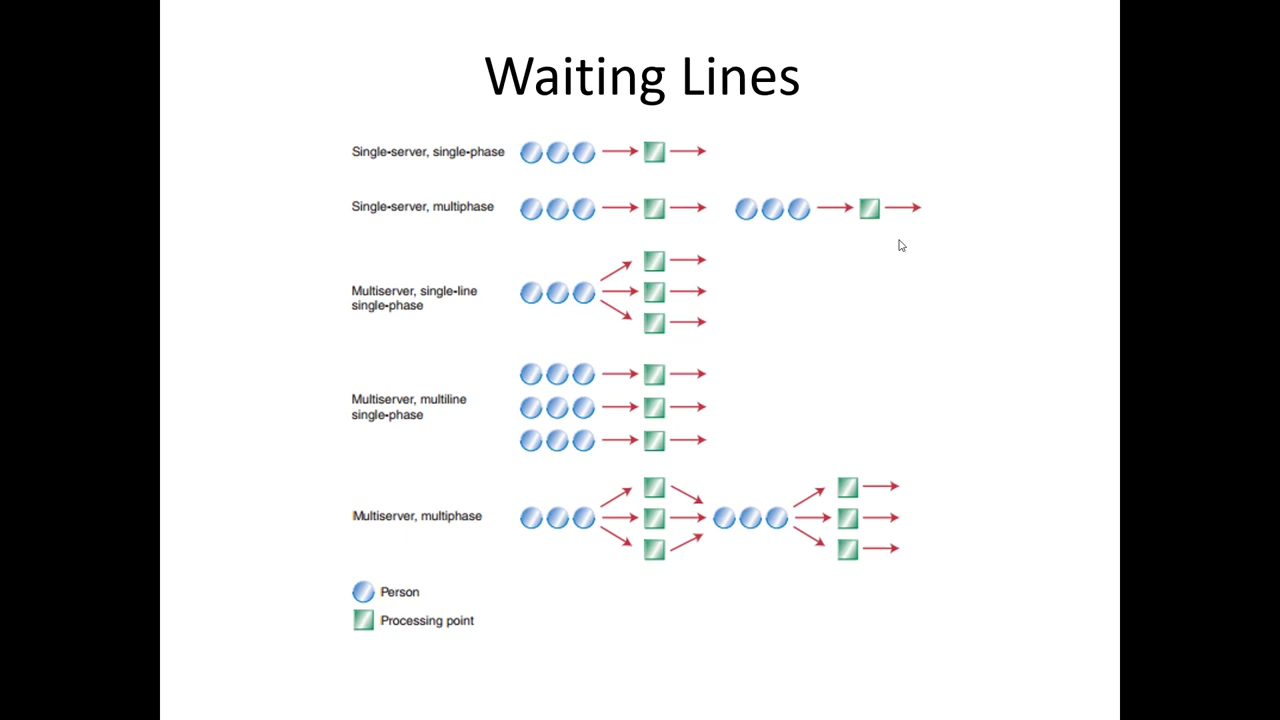 Waiting Lines
Single-server, single-phase
Single-server, multiphase
Multiserver, single-line
single-phase
Multiserver, multiline
single-phase
Multiserver, multiphase
Person
Processing point